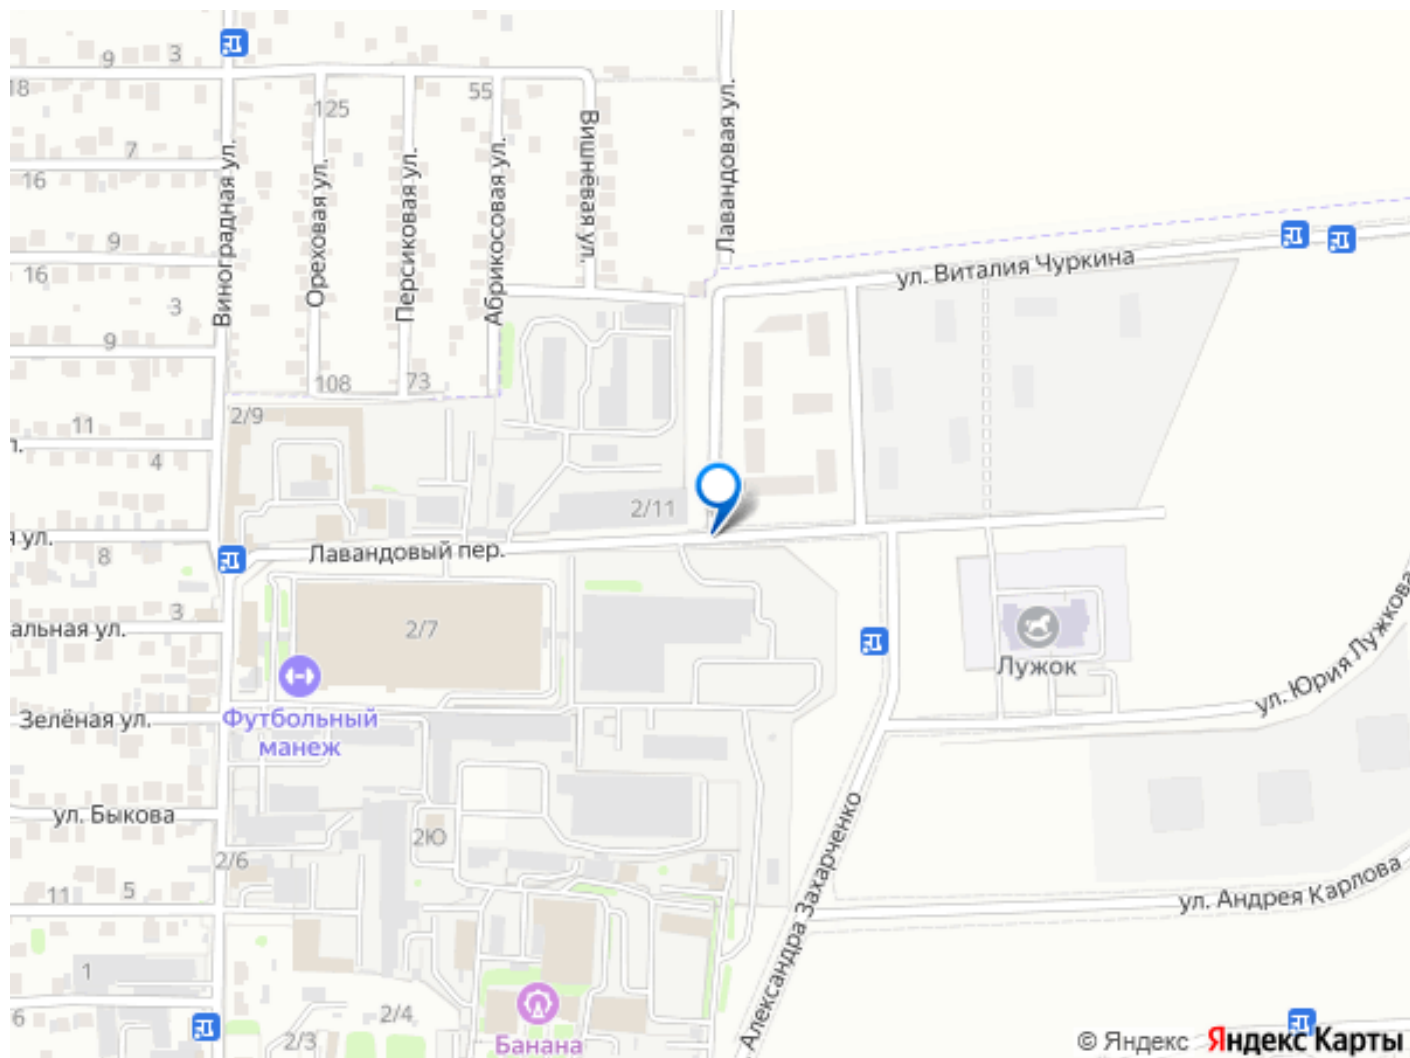 9
3
18
125
55
Вишнёвая ул.
Лавандовая ул.
7
16
Виноградная ул.
Ореховая ул.
Персиковая ул.
Абрикосовая ул.
9
16
ул. Виталия Чуркина
3
9
108
73
2/9
11
л.
4
2/11
я ул.
8
Лавандовый пер.
3
альная ул.
2/7
Лужок
ул. Юрия Лужкова
Зелёная ул.
Футбольный
манеж
ул. Быкова
2Ю
2/6
11
5
ул. Андрея Карлова
Александра Захарченко
1
6
2/4
2/3
Банана
© Яндекс Яндекс Карты